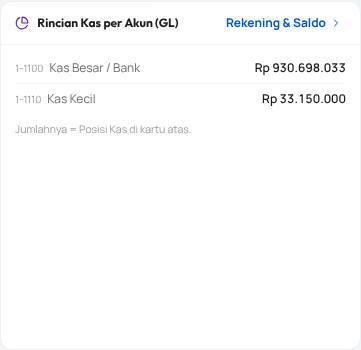 Rincian Kas per Akun (GL) Rekening & Saldo >
1-1100 Kas Besar / Bank Rp 930.698.033
1-1110 Kas Kecil Rp 33.150.000
Jumlahnya = Posisi Kas di kartu atas.